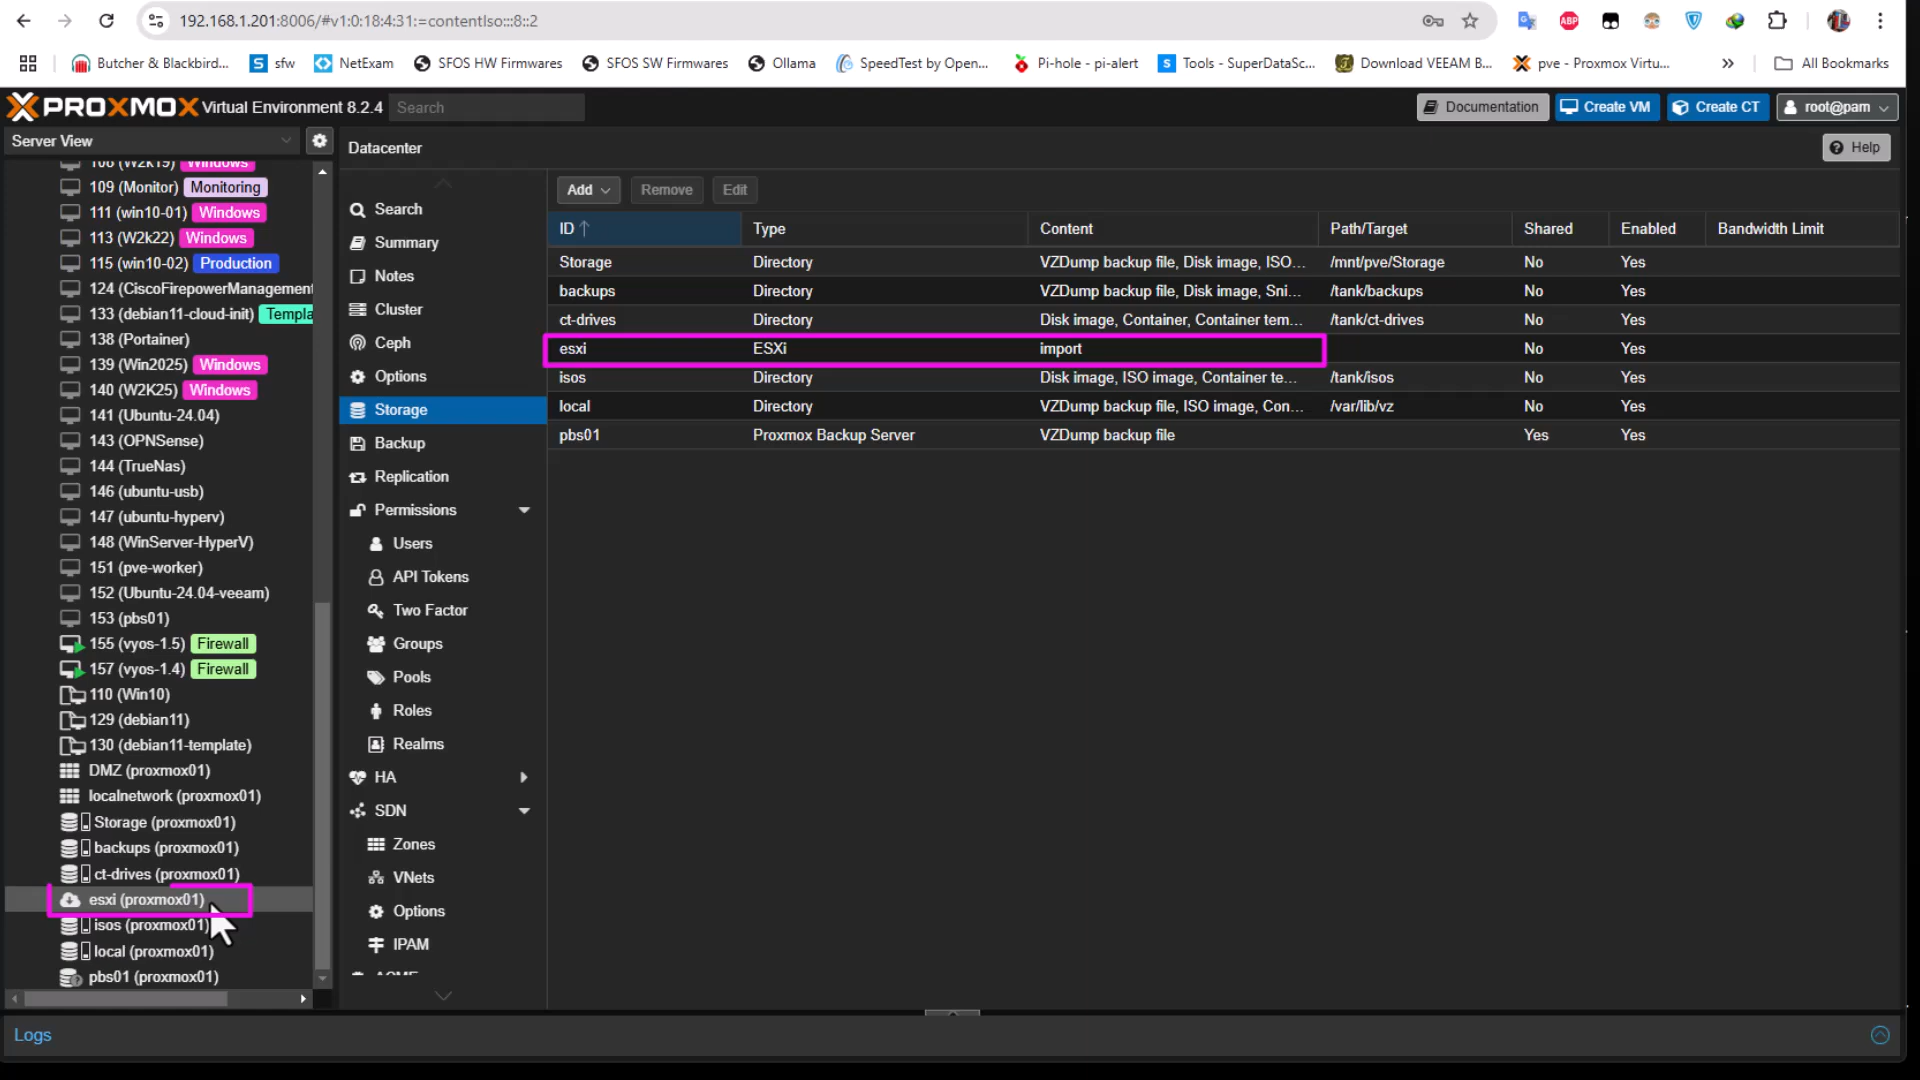 192.168.1.201:8006/#v1:0:18:4:31:=contentIso:::8::2
ABP
Butcher & Blackbird...
S sfw
NetExam
SFOS HW Firmwares
SFOS SW Firmwares
Ollama
SpeedTest by Open...
Pi-hole - pi-alert
S Tools - SuperDataSc...
Download VEEAM B...
pve - Proxmox Virtu...
»
All Bookmarks
PROXMOX Virtual Environment 8.2.4
Search
Documentation
Create VM
Create CT
root@pam
Server View
Datacenter
Help
108 (W2k19) Windows
109 (Monitor) Monitoring
111 (win10-01) Windows
113 (W2k22) Windows
115 (win10-02) Production
124 (CiscoFirepowerManagement
133 (debian11-cloud-init) Templa
138 (Portainer)
139 (Win2025) Windows
140 (W2K25) Windows
141 (Ubuntu-24.04)
143 (OPNSense)
144 (TrueNas)
146 (ubuntu-usb)
147 (ubuntu-hyperv)
148 (WinServer-HyperV)
151 (pve-worker)
152 (Ubuntu-24.04-veeam)
153 (pbs01)
155 (vyos-1.5) Firewall
157 (vyos-1.4) Firewall
110 (Win10)
129 (debian11)
130 (debian11-template)
DMZ (proxmox01)
localnetwork (proxmox01)
Storage (proxmox01)
backups (proxmox01)
ct-drives (proxmox01)
esxi (proxmox01)
isos (proxmox01)
local (proxmox01)
pbs01 (proxmox01)
Search
Summary
Notes
Cluster
Ceph
Options
Storage
Backup
Replication
Permissions
Users
API Tokens
Two Factor
Groups
Pools
Roles
Realms
HA
SDN
Zones
VNets
Options
IPAM
ACME
Add
Remove
Edit
ID Type Content Path/Target Shared Enabled Bandwidth Limit
Storage Directory VZDump backup file, Disk image, ISO... /mnt/pve/Storage No Yes
backups Directory VZDump backup file, Disk image, Sni... /tank/backups No Yes
ct-drives Directory Disk image, Container, Container tem... /tank/ct-drives No Yes
esxi ESXi import No Yes
isos Directory Disk image, ISO image, Container te... /tank/isos No Yes
local Directory VZDump backup file, ISO image, Con... /var/lib/vz No Yes
pbs01 Proxmox Backup Server VZDump backup file Yes Yes
Logs